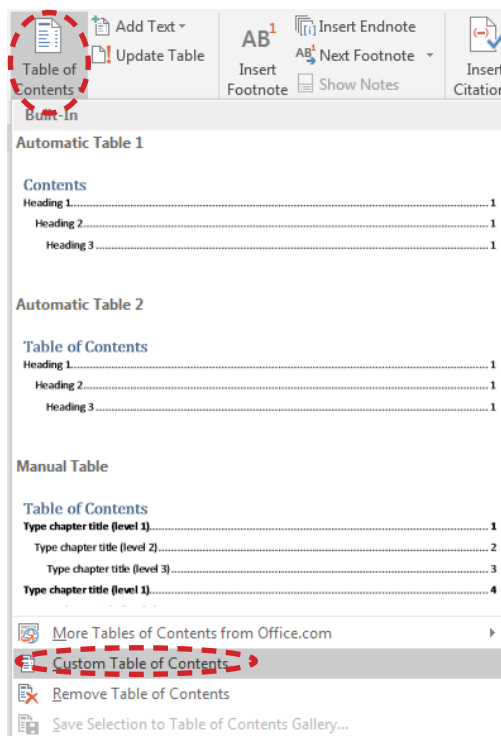 Add Text
Update Table
Table of
Contents
AB1
Insert
Footnote
Insert Endnote
AB1 Next Footnote
Show Notes
Insert
Citation
Built-In
Automatic Table 1
Contents
Heading 1 1
Heading 2 1
Heading 3 1
Automatic Table 2
Table of Contents
Heading 1 1
Heading 2 1
Heading 3 1
Manual Table
Table of Contents
Type chapter title (level 1) 1
Type chapter title (level 2) 2
Type chapter title (level 3) 3
Type chapter title (level 1) 4
More Tables of Contents from Office.com
Custom Table of Contents
Remove Table of Contents
Save Selection to Table of Contents Gallery...